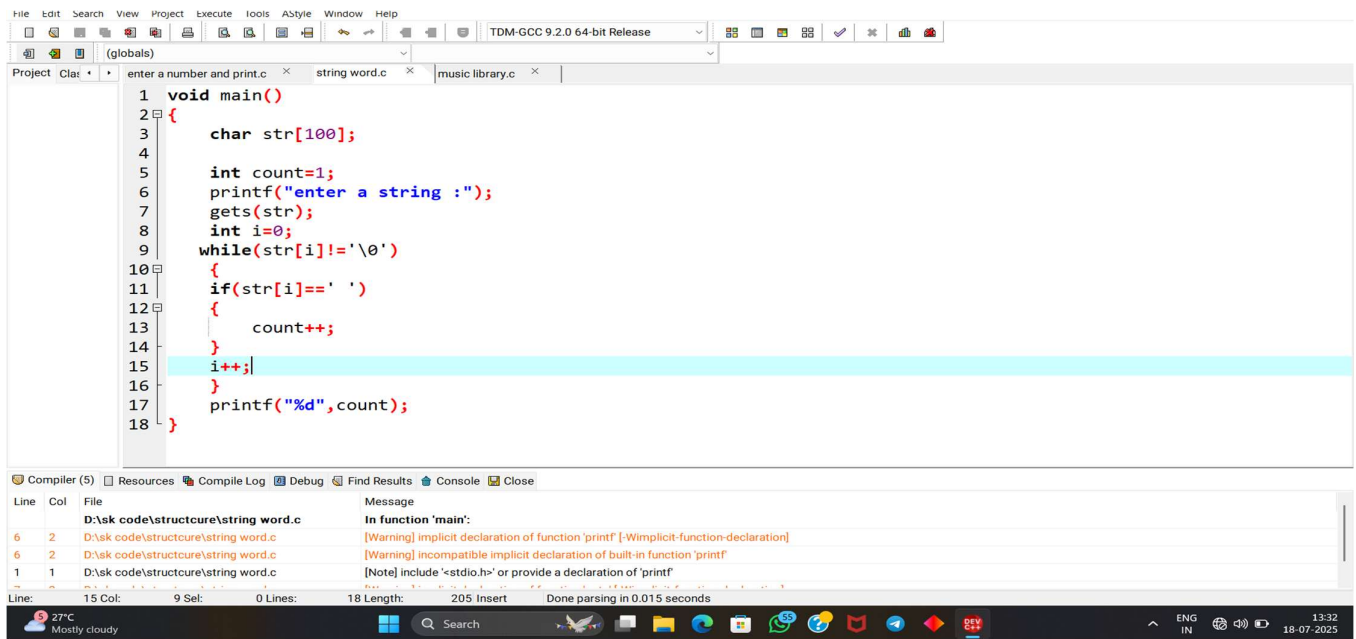 File Edit Search View Project Execute Tools AStyle Window Help
TDM-GCC 9.2.0 64-bit Release
(globals)
Project Clas enter a number and print.c string word.c music library.c
1 void main()
2 {
3 char str[100];
4
5 int count=1;
6 printf("enter a string :");
7 gets(str);
8 int i=0;
9 while(str[i]!='\0')
10 {
11 if(str[i]==' ')
12 {
13 count++;
14 }
15 i++;
16 }
17 printf("%d",count);
18 }
Compiler (5) Resources Compile Log Debug Find Results Console Close
Line Col File Message
D:\sk code\structcure\string word.c In function 'main':
6 2 D:\sk code\structcure\string word.c [Warning] implicit declaration of function 'printf' [-Wimplicit-function-declaration]
6 2 D:\sk code\structcure\string word.c [Warning] incompatible implicit declaration of built-in function 'printf'
1 1 D:\sk code\structcure\string word.c [Note] include '<stdio.h>' or provide a declaration of 'printf'
Line: 15 Col: 9 Sel: 0 Lines: 18 Length: 205 Insert Done parsing in 0.015 seconds
5 27°C Search 55 DEV C++ ENG 13:32
Mostly cloudy IN 18-07-2025